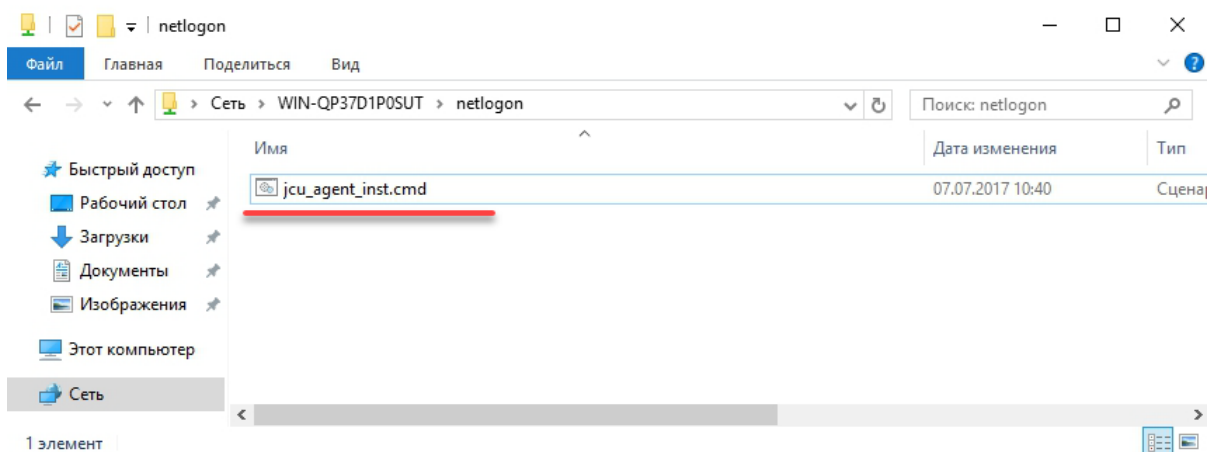 netlogon
Файл Главная Поделиться Вид
Сеть > WIN-QP37D1P0SUT > netlogon Поиск: netlogon
Имя Дата изменения Тип
Быстрый доступ
jcu_agent_inst.cmd 07.07.2017 10:40 Сценар
Рабочий стол
Загрузки
Документы
Изображения
Этот компьютер
Сеть
1 элемент